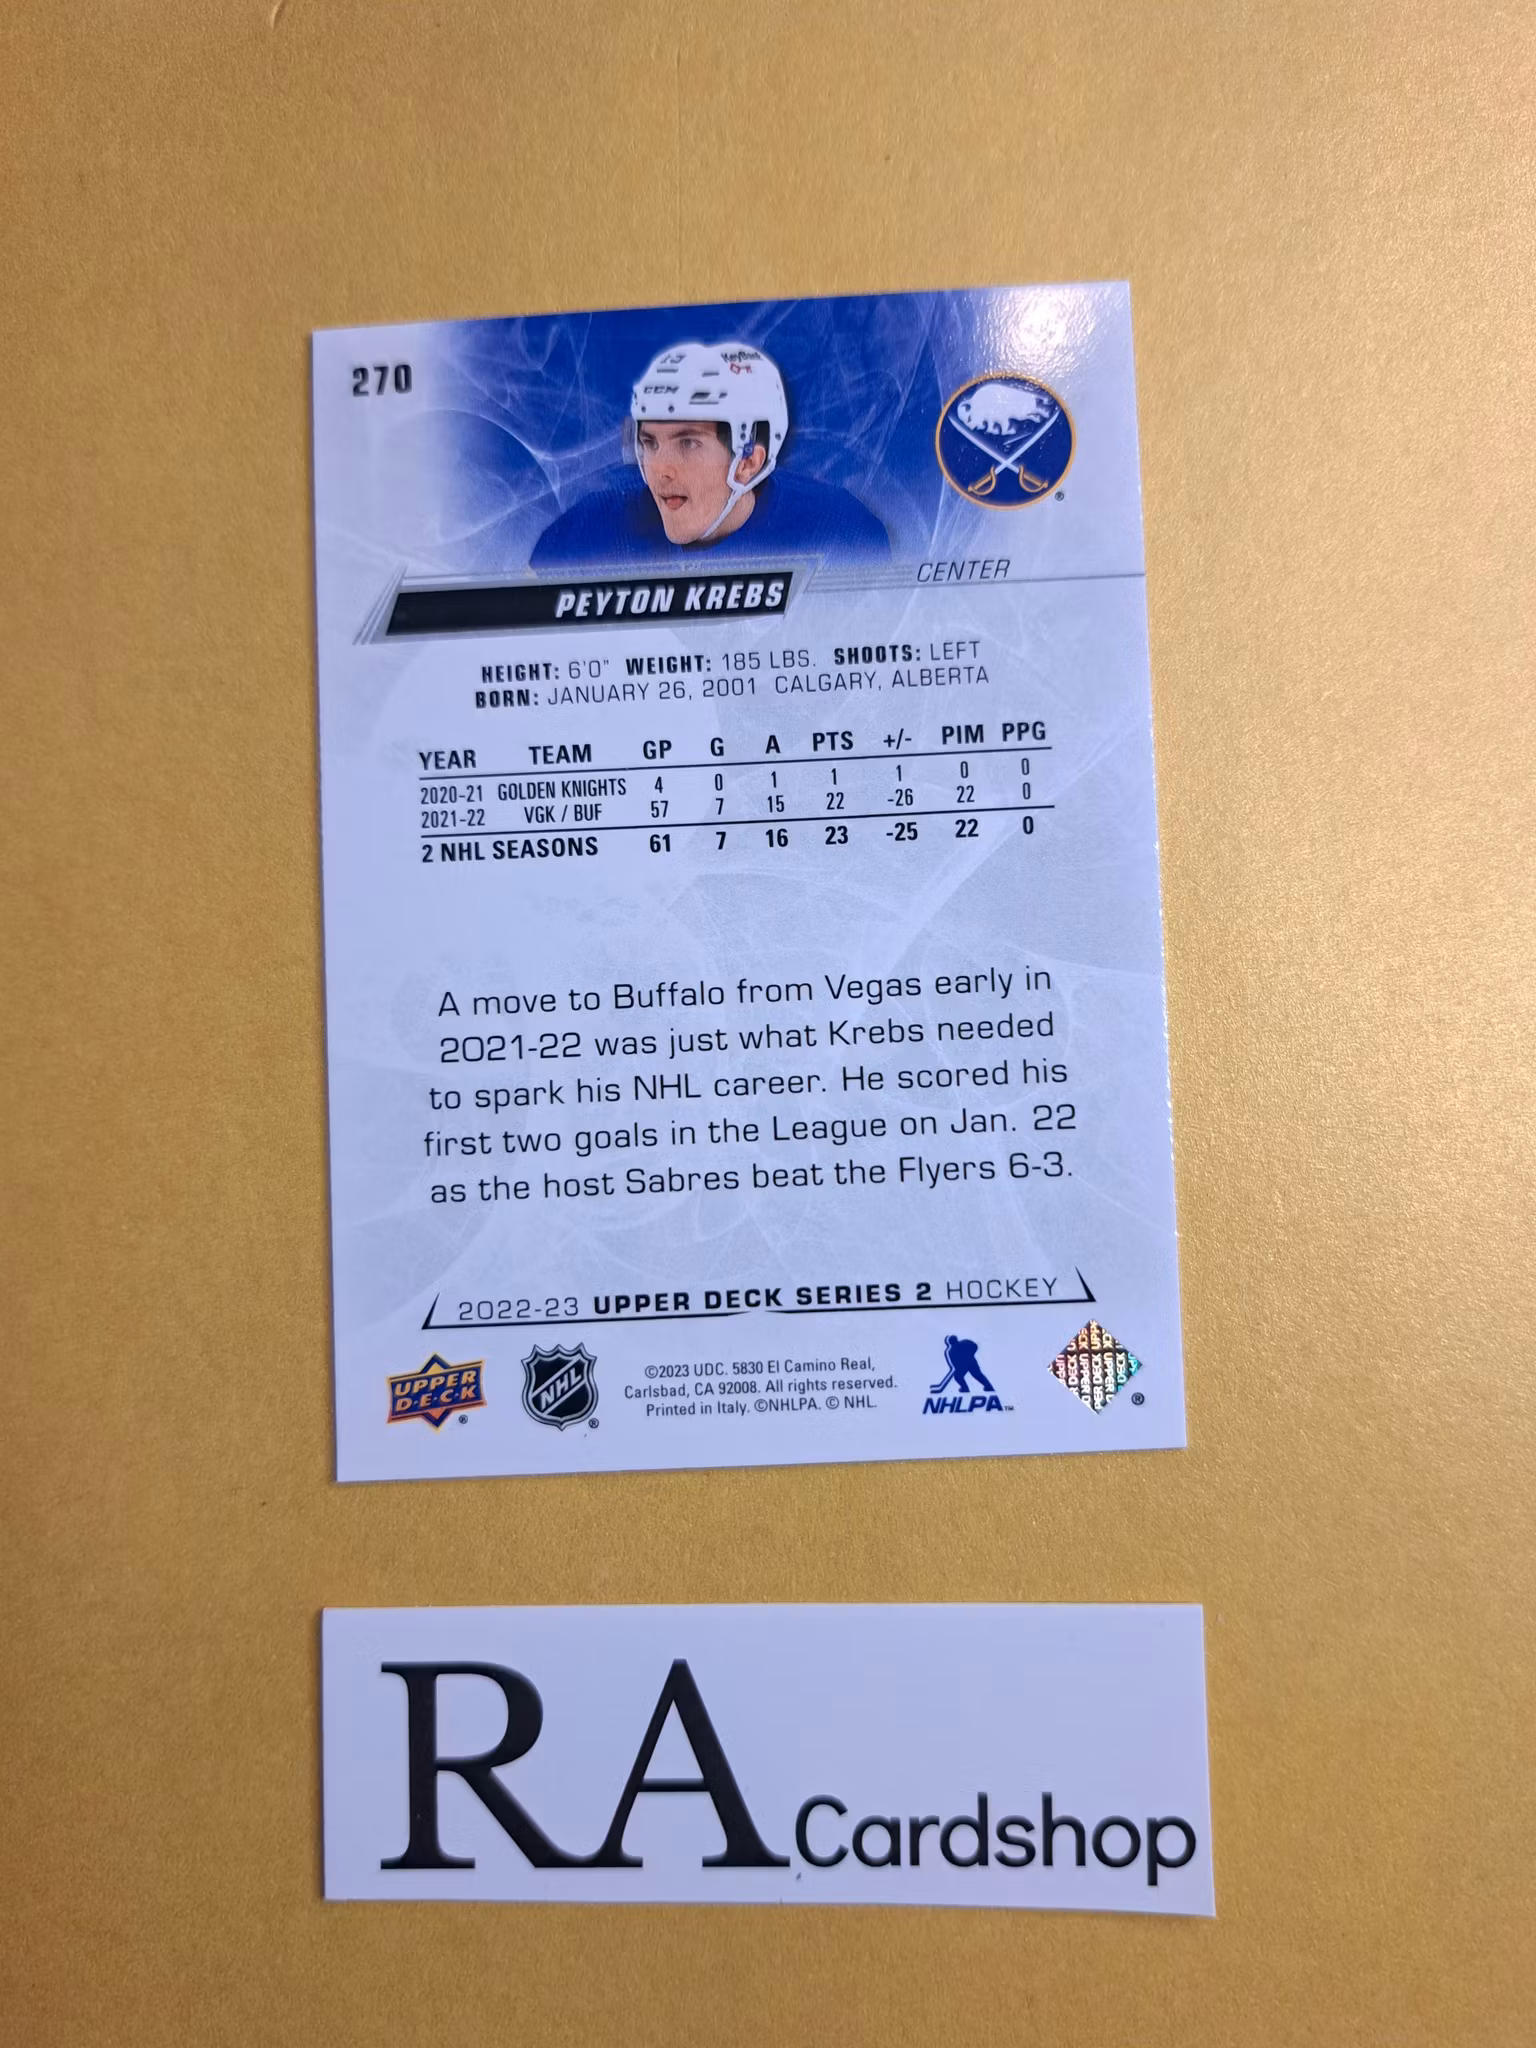 270
13
KeyBank
CCM
®
CENTER
PEYTON KREBS
HEIGHT: 6'0" WEIGHT: 185 LBS. SHOOTS: LEFT
BORN: JANUARY 26, 2001 CALGARY, ALBERTA
YEAR TEAM GP G A PTS +/- PIM PPG
2020-21 GOLDEN KNIGHTS 4 0 1 1 1 0 0
2021-22 VGK / BUF 57 7 15 22 -26 22 0
2 NHL SEASONS 61 7 16 23 -25 22 0
A move to Buffalo from Vegas early in
2021-22 was just what Krebs needed
to spark his NHL career. He scored his
first two goals in the League on Jan. 22
as the host Sabres beat the Flyers 6-3.
2022-23 UPPER DECK SERIES 2 HOCKEY
UPPER
D·E·C·K
®
NHL
®
©2023 UDC. 5830 El Camino Real,
Carlsbad, CA 92008. All rights reserved.
Printed in Italy. ©NHLPA. © NHL.
NHLPA™
®
RA Cardshop